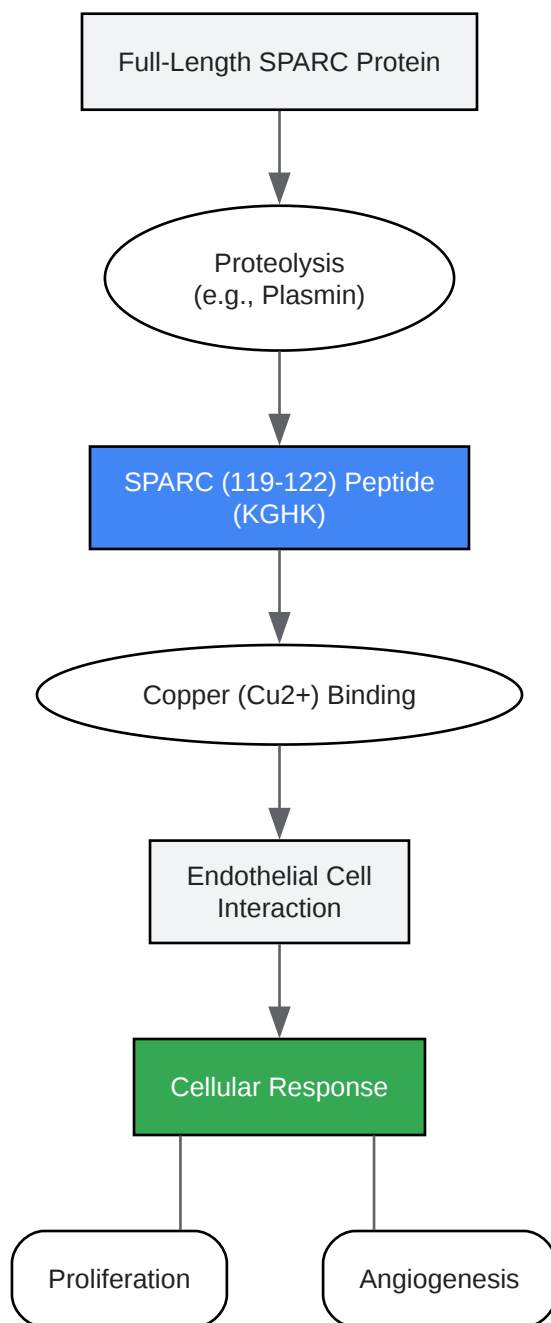 Full-Length SPARC Protein
Proteolysis
(e.g., Plasmin)
SPARC (119-122) Peptide
(KGHK)
Copper (Cu2+) Binding
Endothelial Cell
Interaction
Cellular Response
Proliferation
Angiogenesis